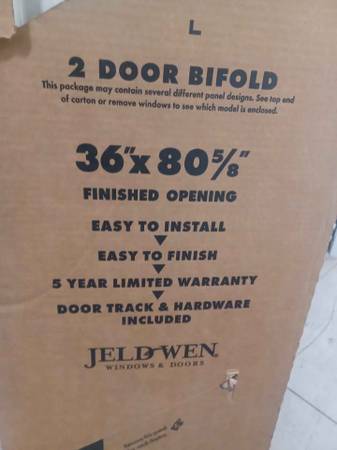 L
2 DOOR BIFOLD
This package may contain several different panel designs. See top end
of carton or remove windows to see which model is enclosed.
36"x 80 5/8"
FINISHED OPENING
EASY TO INSTALL
EASY TO FINISH
5 YEAR LIMITED WARRANTY
DOOR TRACK & HARDWARE
INCLUDED
JELD-WEN®
WINDOWS & DOORS